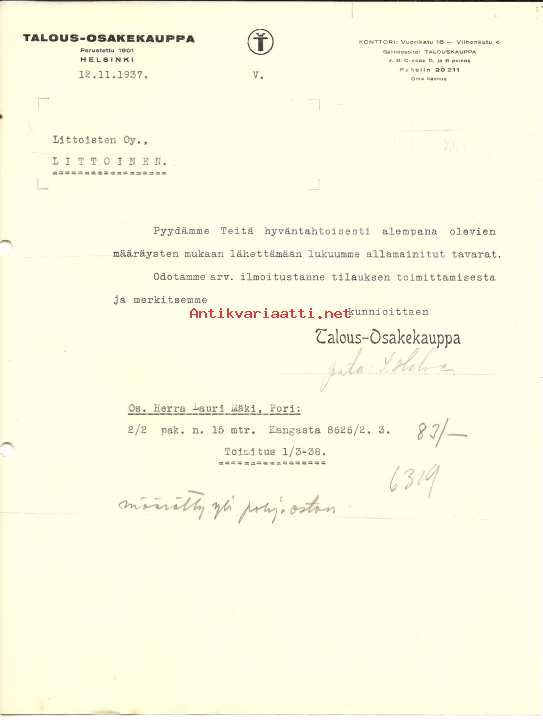 TALOUS-OSAKEKAUPPA
Perustettu 1901
HELSINKI
12.11.1937.
V.
KONTTORI: Vuorikatu 16 — Vilhonkatu 4
Sähköosoite: TALOUSKAUPPA
Puhelin 20 211
Oma keskus
Littoisten Oy.,
LITTOINEN.
Pyydämme Teitä hyväntahtoisesti alempana olevien
määräysten mukaan lähettämään lukuumme allamainitut tavarat.
Odotamme arv. ilmoitustanne tilauksen toimittamisesta
ja merkitsemme
kunnioittaen
Antikvariaatti.net
Talous-Osakekauppa
Os. Herra Lauri Mäki, Pori:
2/2 pak. n. 15 mtr. Kangasta 8626/2. 3.
83/—
Toimitus 1/3-38.
6319
määrätty yli